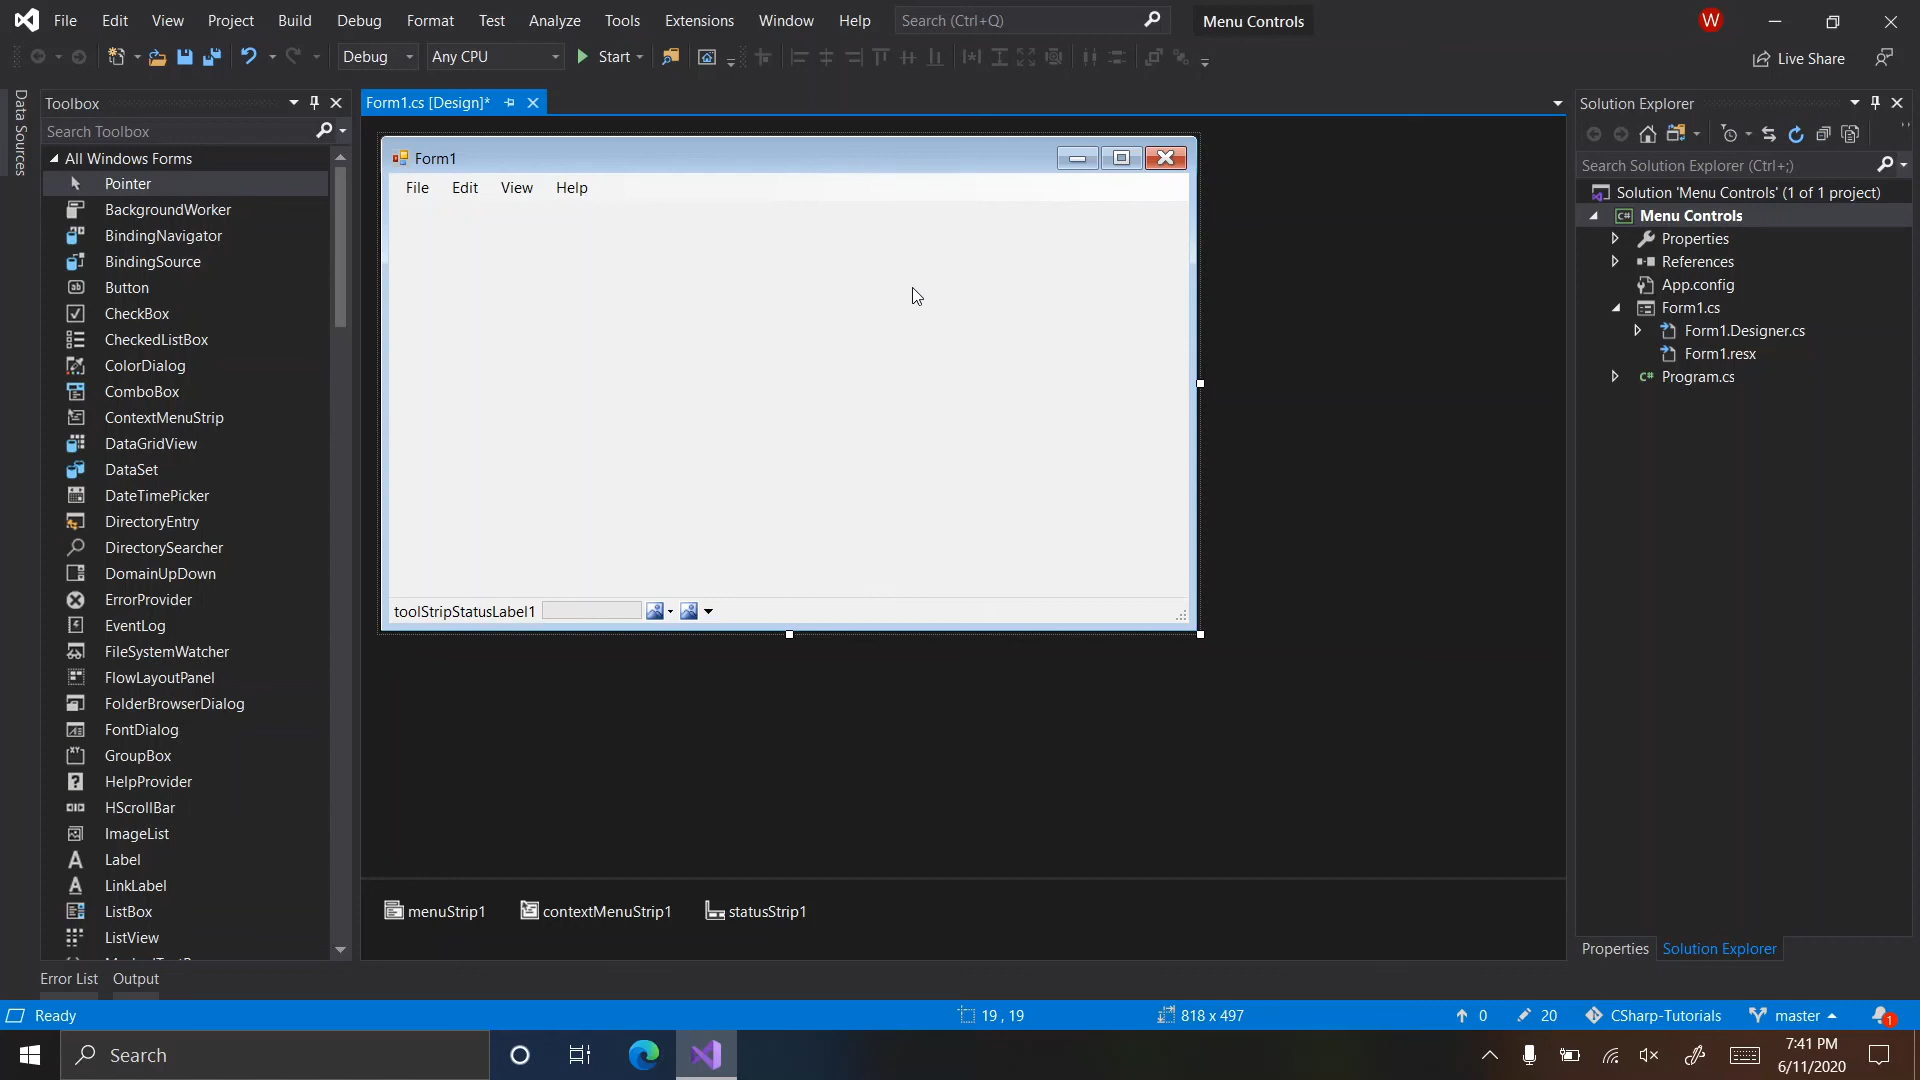 File Edit View Project Build Debug Format Test Analyze Tools Extensions Window Help Search (Ctrl+Q) Menu Controls W
Debug Any CPU Start Live Share
Data Sources
Toolbox
Search Toolbox
All Windows Forms
Pointer
BackgroundWorker
BindingNavigator
BindingSource
Button
CheckBox
CheckedListBox
ColorDialog
ComboBox
ContextMenuStrip
DataGridView
DataSet
DateTimePicker
DirectoryEntry
DirectorySearcher
DomainUpDown
ErrorProvider
EventLog
FileSystemWatcher
FlowLayoutPanel
FolderBrowserDialog
FontDialog
GroupBox
HelpProvider
HScrollBar
ImageList
Label
LinkLabel
ListBox
ListView
Error List Output
Form1.cs [Design]*
Form1
File Edit View Help
toolStripStatusLabel1
menuStrip1 contextMenuStrip1 statusStrip1
Solution Explorer
Search Solution Explorer (Ctrl+;)
Solution 'Menu Controls' (1 of 1 project)
C# Menu Controls
Properties
References
App.config
Form1.cs
Form1.Designer.cs
Form1.resx
C# Program.cs
Properties Solution Explorer
Ready 19 , 19 818 x 497 0 20 CSharp-Tutorials master 1
Search
7:41 PM
6/11/2020